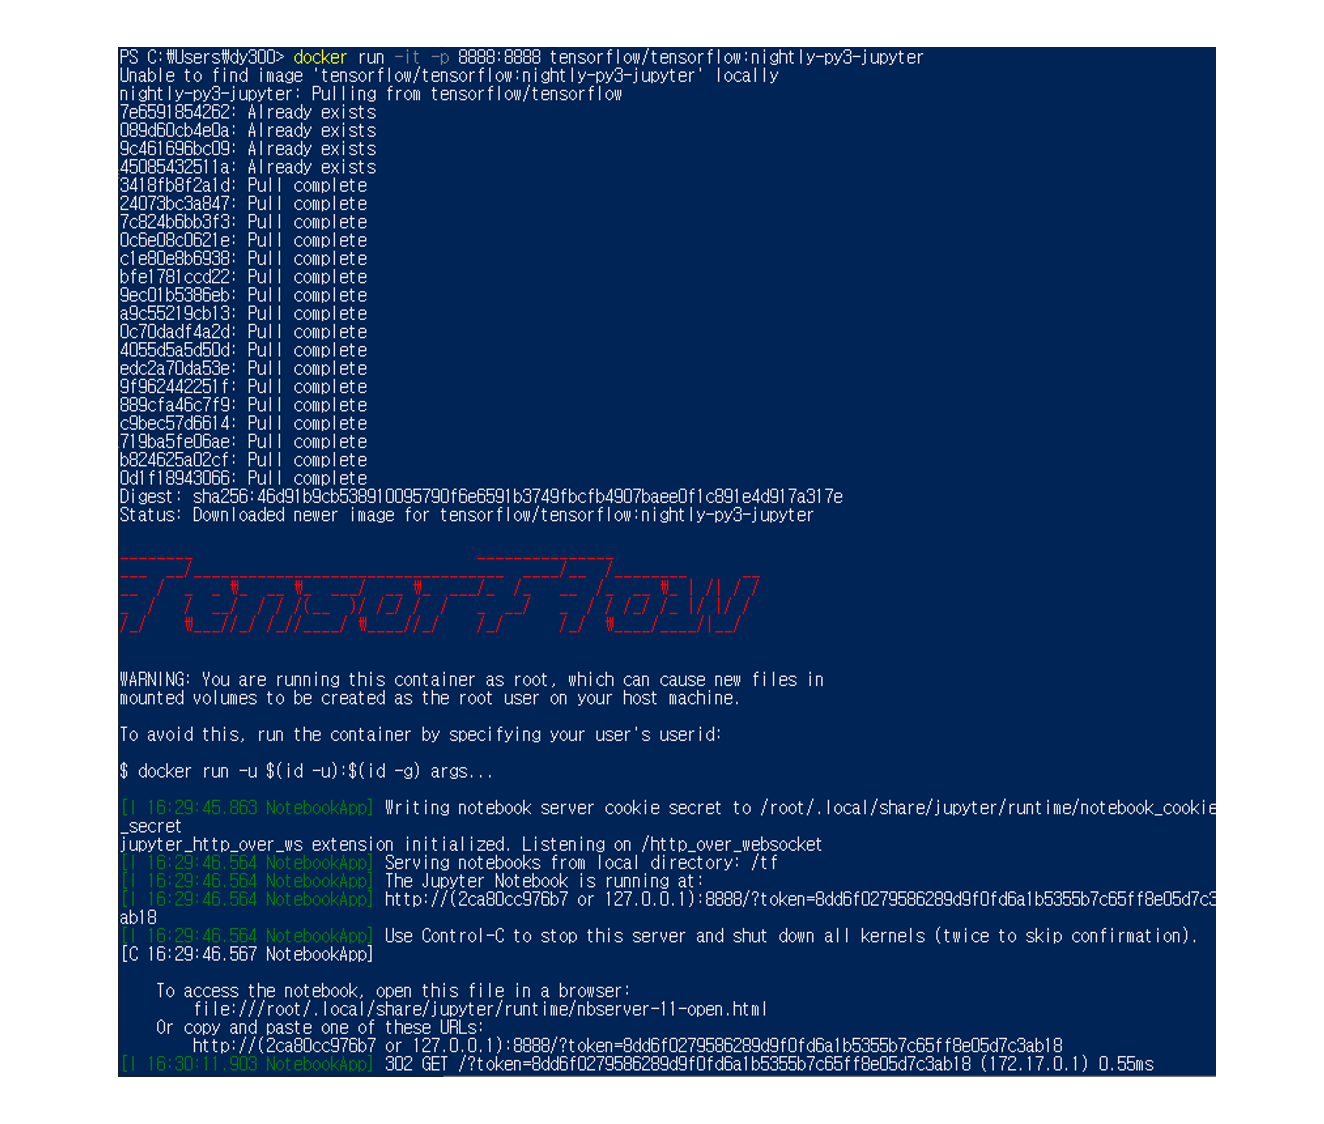 PS C:₩Users₩dy300> docker run -it -p 8888:8888 tensorflow/tensorflow:nightly-py3-jupyter
Unable to find image 'tensorflow/tensorflow:nightly-py3-jupyter' locally
nightly-py3-jupyter: Pulling from tensorflow/tensorflow
7e6591854262: Already exists
089d60cb4e0a: Already exists
9c461696bc09: Already exists
45085432511a: Already exists
3418fb8f2a1d: Pull complete
24073bc3a847: Pull complete
7c824b6bb3f3: Pull complete
0c6e08c0621e: Pull complete
c1e80e8b6938: Pull complete
bfe1781ccd22: Pull complete
9ec01b5386eb: Pull complete
a9c55219cb13: Pull complete
0c70dadf4a2d: Pull complete
4055d5a5d50d: Pull complete
edc2a70da53e: Pull complete
9f962442251f: Pull complete
889cfa46c7f9: Pull complete
c9bec57d6614: Pull complete
719ba5fe06ae: Pull complete
b824625a02cf: Pull complete
0d1f18943066: Pull complete
Digest: sha256:46d91b9cb538910095790f6e6591b3749fbcfb4907baee0f1c891e4d917a317e
Status: Downloaded newer image for tensorflow/tensorflow:nightly-py3-jupyter
TensorFlow
WARNING: You are running this container as root, which can cause new files in
mounted volumes to be created as the root user on your host machine.
To avoid this, run the container by specifying your user's userid:
$ docker run -u $(id -u):$(id -g) args...
[I 16:29:45.863 NotebookApp] Writing notebook server cookie secret to /root/.local/share/jupyter/runtime/notebook_cookie
_secret
jupyter_http_over_ws extension initialized. Listening on /http_over_websocket
[I 16:29:46.564 NotebookApp] Serving notebooks from local directory: /tf
[I 16:29:46.564 NotebookApp] The Jupyter Notebook is running at:
[I 16:29:46.564 NotebookApp] http://(2ca80cc976b7 or 127.0.0.1):8888/?token=8dd6f0279586289d9f0fd6a1b5355b7c65ff8e05d7c3
ab18
[I 16:29:46.564 NotebookApp] Use Control-C to stop this server and shut down all kernels (twice to skip confirmation).
[C 16:29:46.567 NotebookApp]
To access the notebook, open this file in a browser:
file:///root/.local/share/jupyter/runtime/nbserver-11-open.html
Or copy and paste one of these URLs:
http://(2ca80cc976b7 or 127.0.0.1):8888/?token=8dd6f0279586289d9f0fd6a1b5355b7c65ff8e05d7c3ab18
[I 16:30:11.903 NotebookApp] 302 GET /?token=8dd6f0279586289d9f0fd6a1b5355b7c65ff8e05d7c3ab18 (172.17.0.1) 0.55ms